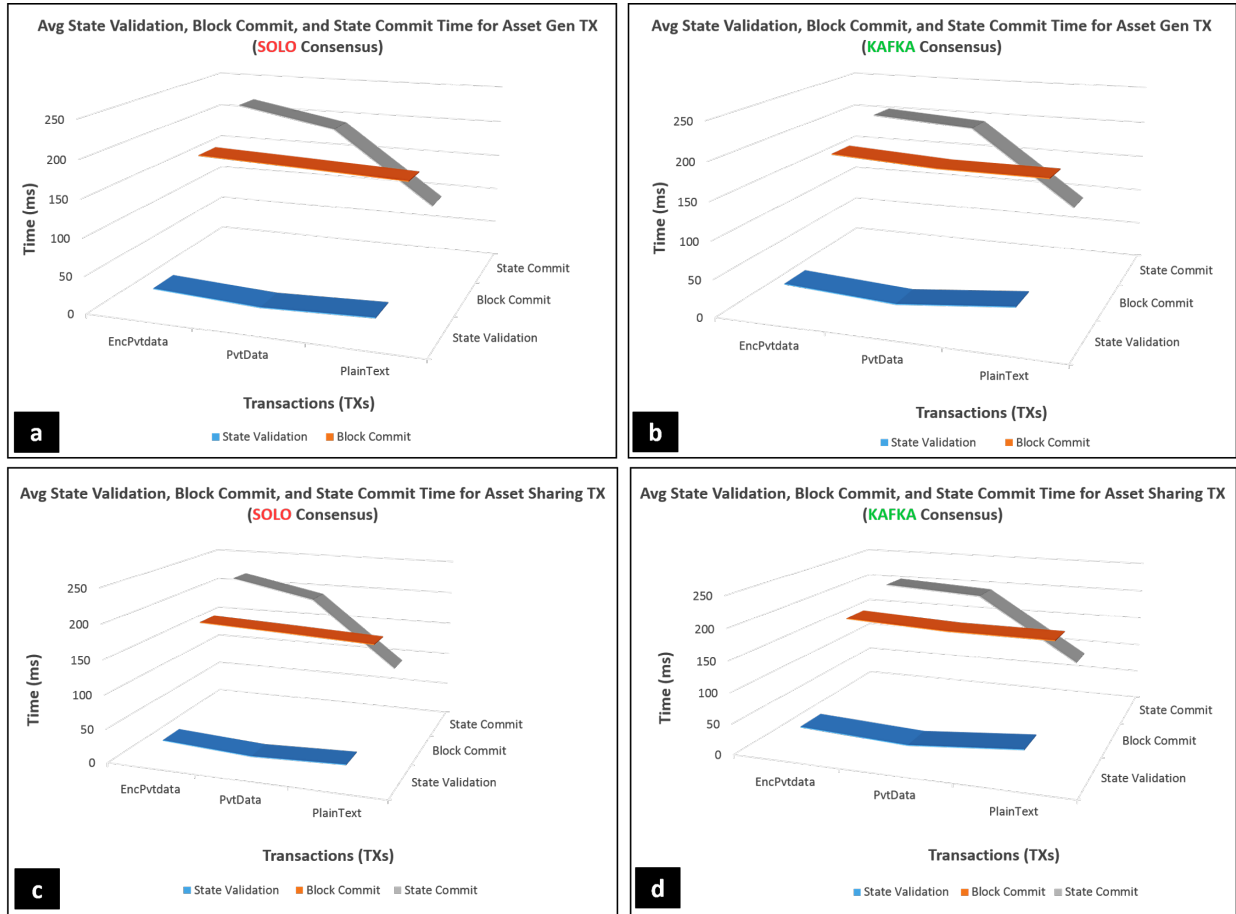 Avg State Validation, Block Commit, and State Commit Time for Asset Gen TX
(SOLO Consensus)
250
200
150
100
50
0
Time (ms)
State Commit
Block Commit
State Validation
EncPvtdata
PvtData
PlainText
Transactions (TXs)
a
State Validation
Block Commit
Avg State Validation, Block Commit, and State Commit Time for Asset Gen TX
(KAFKA Consensus)
250
200
150
100
50
0
Time (ms)
State Commit
Block Commit
State Validation
EncPvtdata
PvtData
PlainText
Transactions (TXs)
b
State Validation
Block Commit
Avg State Validation, Block Commit, and State Commit Time for Asset Sharing TX
(SOLO Consensus)
250
200
150
100
50
0
Time (ms)
State Commit
Block Commit
State Validation
EncPvtdata
PvtData
PlainText
Transactions (TXs)
c
State Validation
Block Commit
State Commit
Avg State Validation, Block Commit, and State Commit Time for Asset Sharing TX
(KAFKA Consensus)
250
200
150
100
50
0
Time (ms)
State Commit
Block Commit
State Validation
EncPvtdata
PvtData
PlainText
Transactions (TXs)
d
State Validation
Block Commit
State Commit